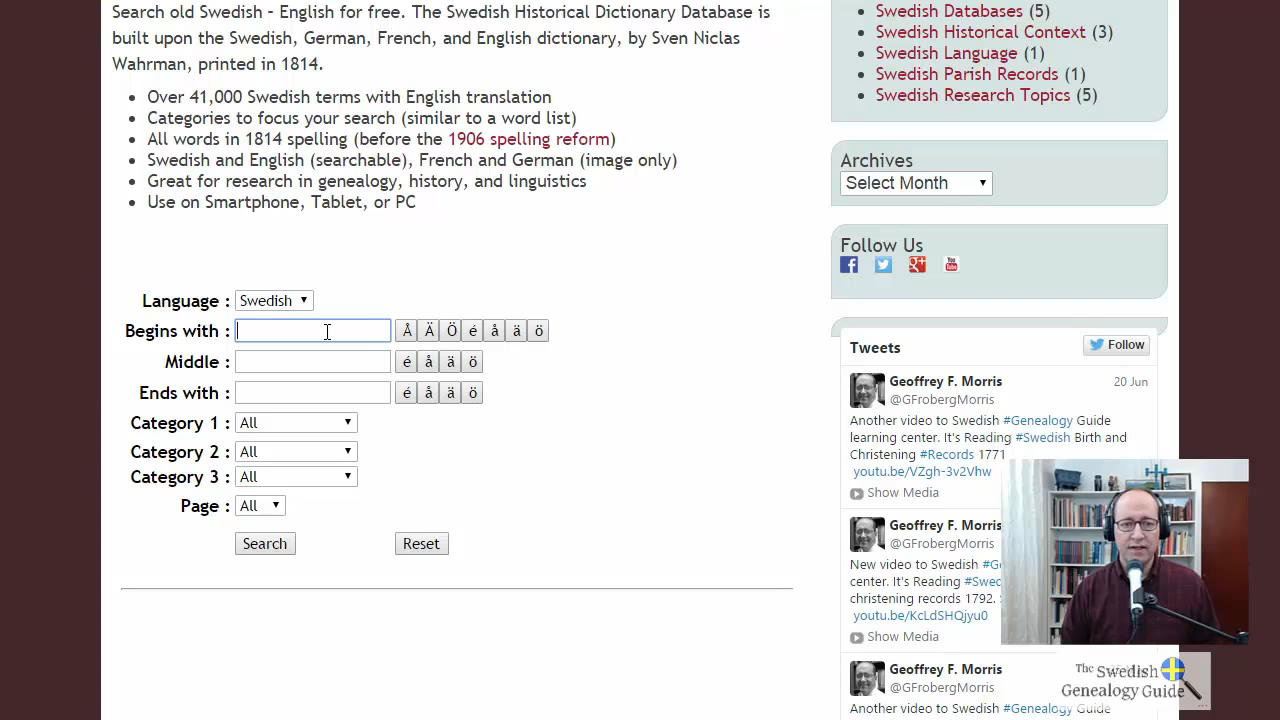 Search old Swedish – English for free. The Swedish Historical Dictionary Database is
built upon the Swedish, German, French, and English dictionary, by Sven Niclas
Wahrman, printed in 1814.
Over 41,000 Swedish terms with English translation
Categories to focus your search (similar to a word list)
All words in 1814 spelling (before the 1906 spelling reform)
Swedish and English (searchable), French and German (image only)
Great for research in genealogy, history, and linguistics
Use on Smartphone, Tablet, or PC
Language : Swedish
Begins with : Å Ä Ö é å ä ö
Middle : é å ä ö
Ends with : é å ä ö
Category 1 : All
Category 2 : All
Category 3 : All
Page : All
Search Reset
Swedish Databases (5)
Swedish Historical Context (3)
Swedish Language (1)
Swedish Parish Records (1)
Swedish Research Topics (5)
Archives
Select Month
Follow Us
Tweets Follow
Geoffrey F. Morris 20 Jun
@GFrobergMorris
Another video to Swedish #Genealogy Guide
learning center. It's Reading #Swedish Birth and
Christening #Records 1771
youtu.be/VZgh-3v2Vhw
Show Media
Geoffrey F. Morris
@GFrobergMorris
New video to Swedish #Ge
center. It's Reading #Swed
christening records 1792.
youtu.be/KcLdSHQjyu0
Show Media
Geoffrey F. Morris
@GFrobergMorris
Another video to Swedish #Genealogy Guide
The Swedish
Genealogy Guide